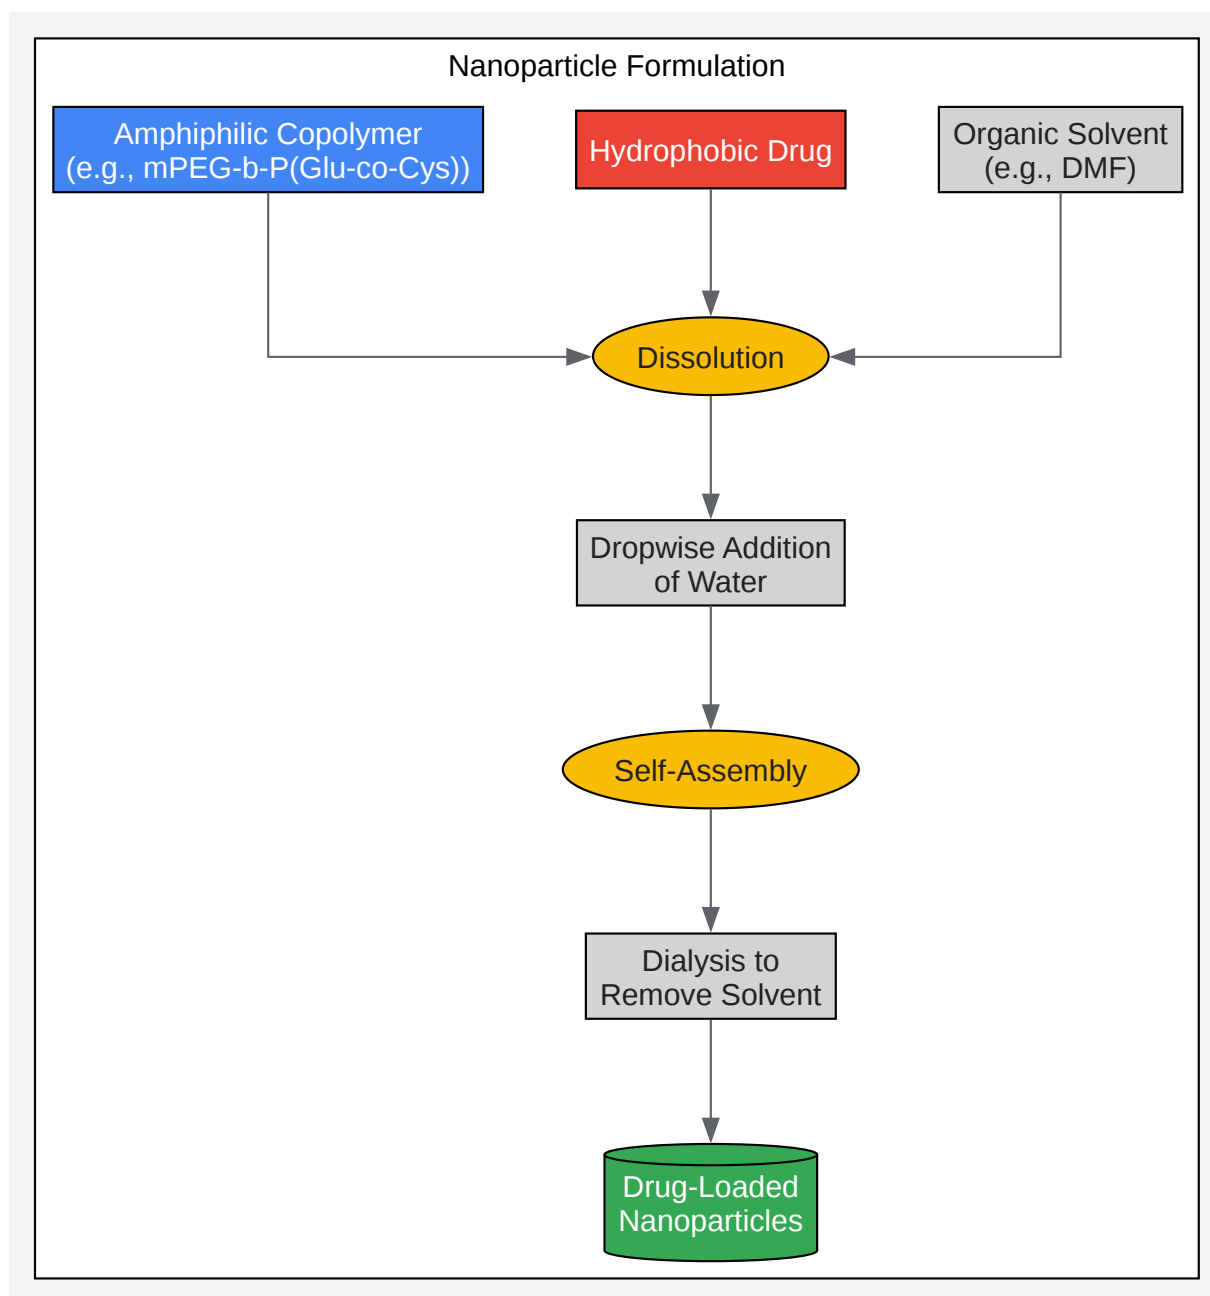 Nanoparticle Formulation
Amphiphilic Copolymer
(e.g., mPEG-b-P(Glu-co-Cys))
Hydrophobic Drug
Organic Solvent
(e.g., DMF)
Dissolution
Dropwise Addition
of Water
Self-Assembly
Dialysis to
Remove Solvent
Drug-Loaded
Nanoparticles